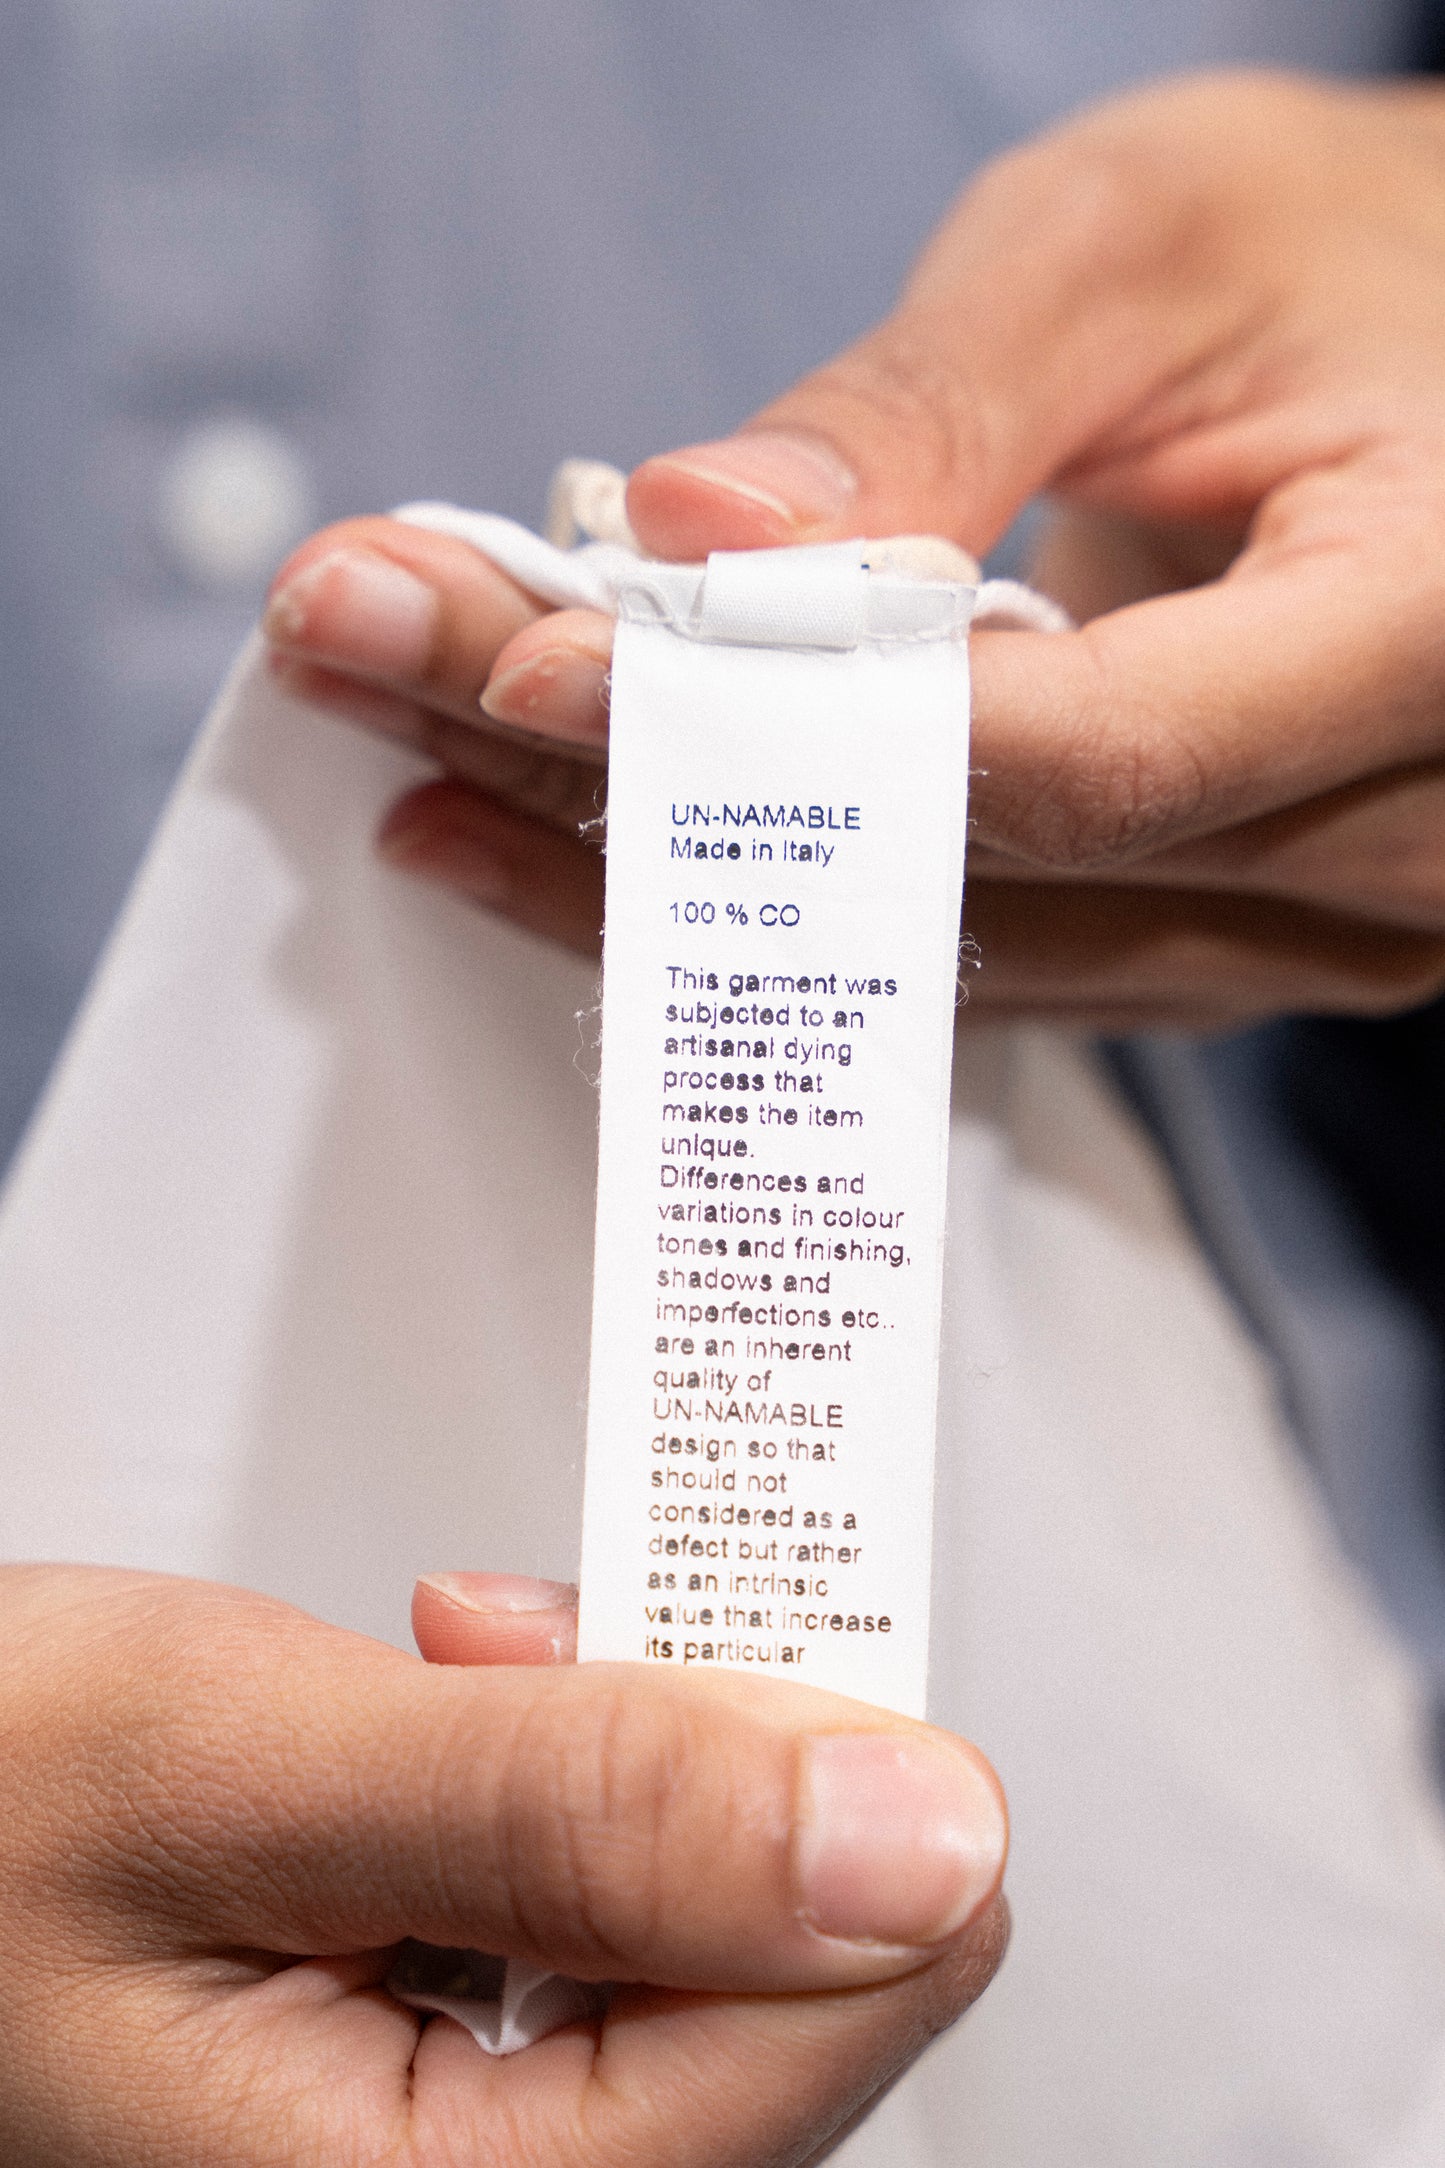 UN-NAMABLE
Made in Italy
100 % CO
This garment was
subjected to an
artisanal dying
process that
makes the item
unique.
Differences and
variations in colour
tones and finishing,
shadows and
imperfections etc..
are an inherent
quality of
UN-NAMABLE
design so that
should not
considered as a
defect but rather
as an intrinsic
value that increase
its particular